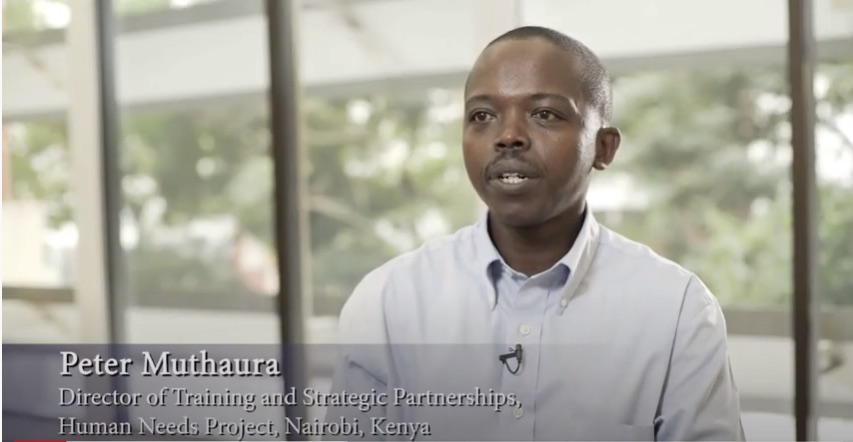 Peter Muthaura
Director of Training and Strategic Partnerships,
Human Needs Project, Nairobi, Kenya